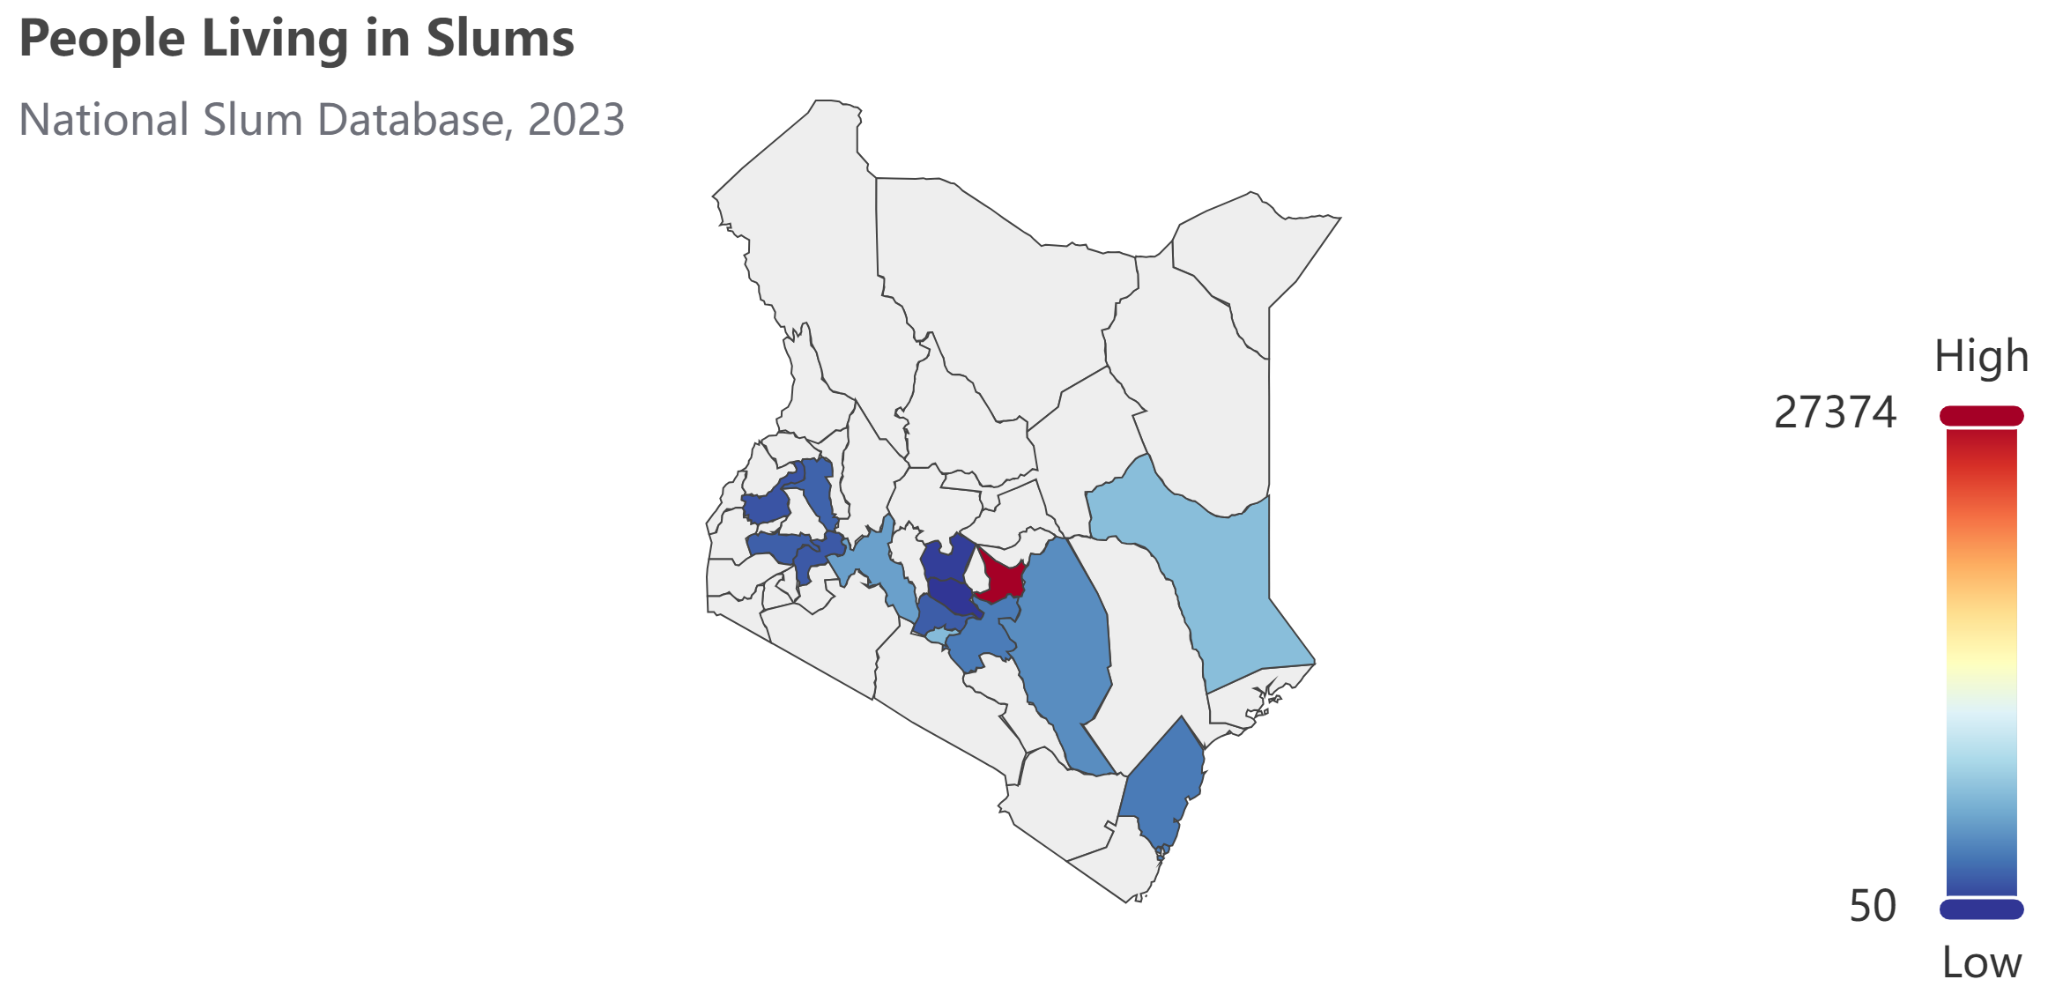 People Living in Slums
National Slum Database, 2023
High
27374
50
Low